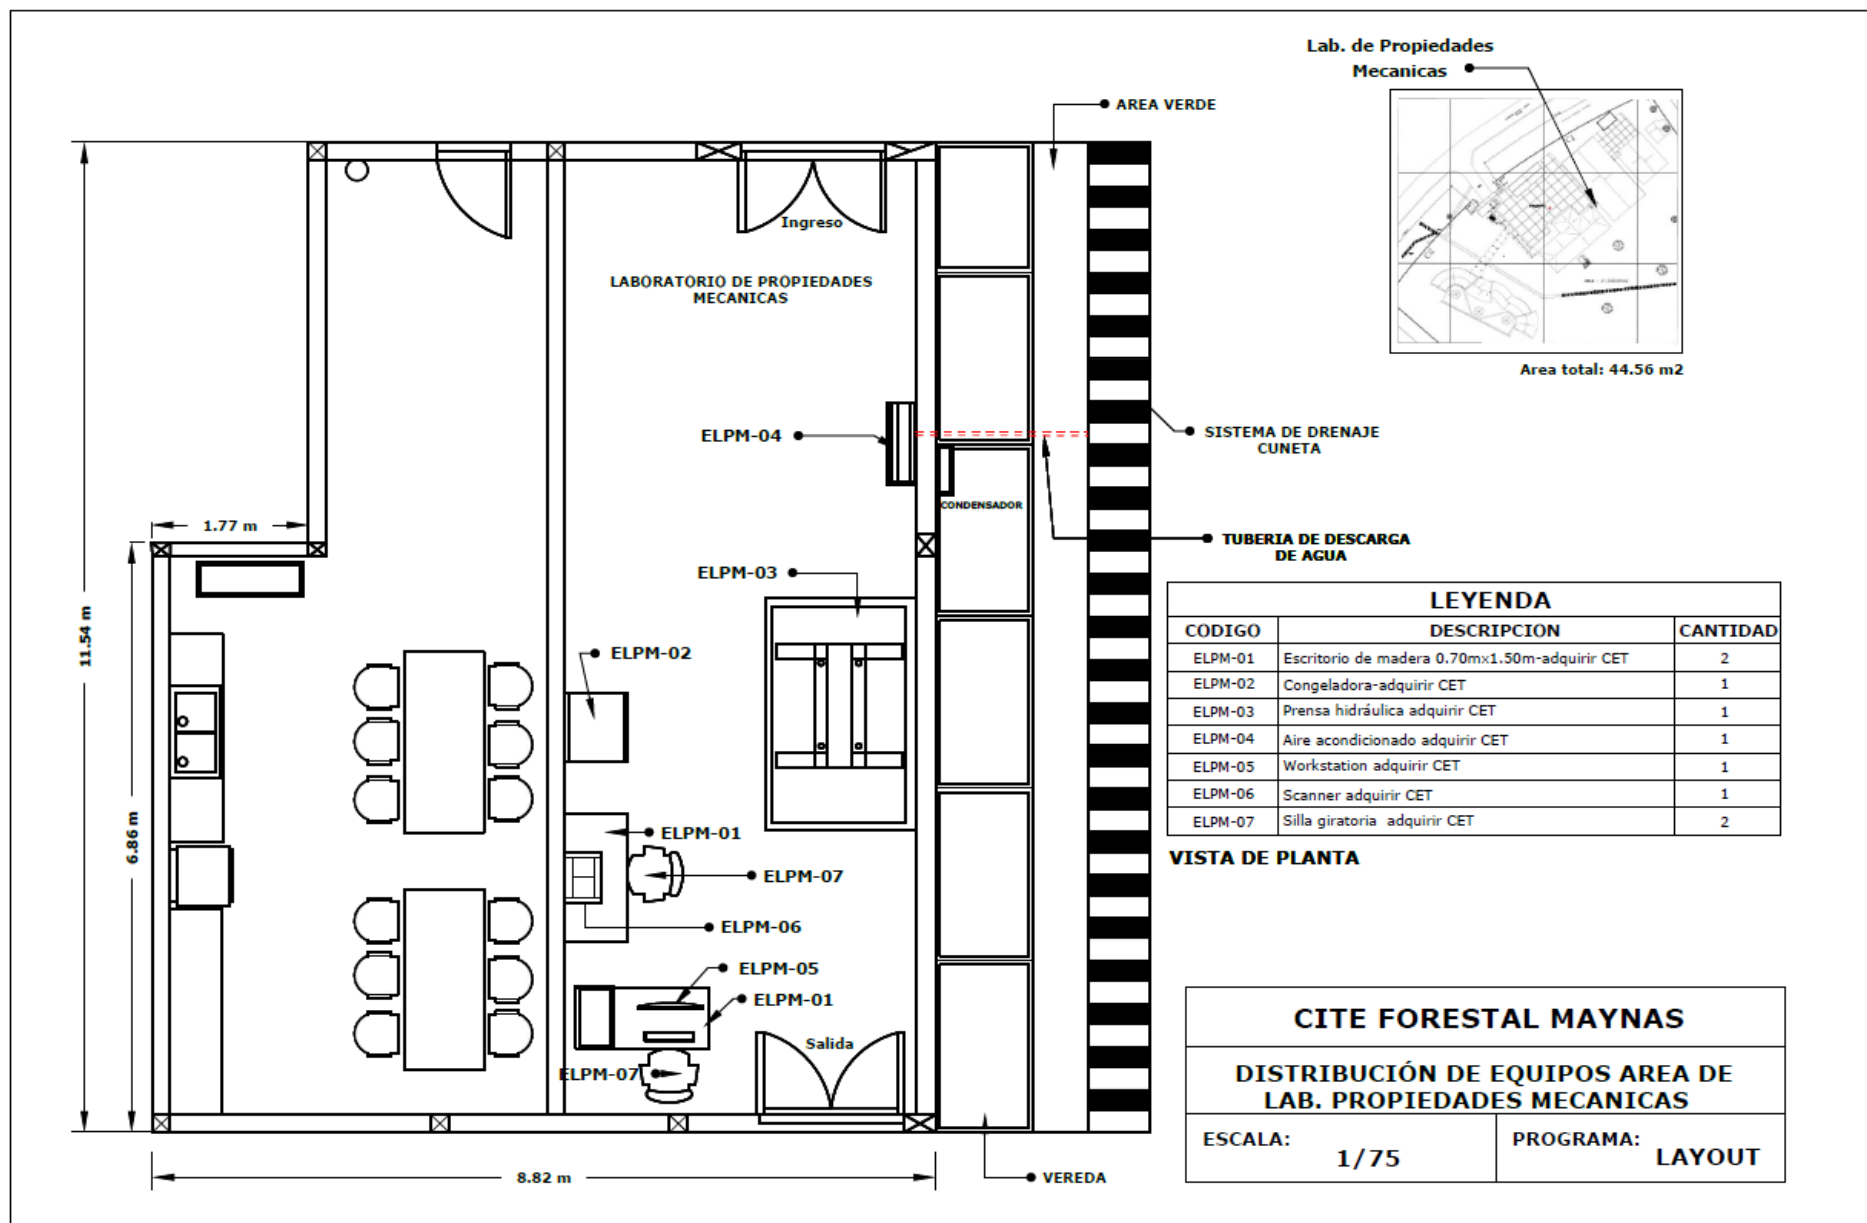 Lab. de Propiedades
Mecanicas
AREA VERDE
Ingreso
LABORATORIO DE PROPIEDADES
MECANICAS
Area total: 44.56 m2
ELPM-04
SISTEMA DE DRENAJE
CUNETA
CONDENSADOR
1.77 m
TUBERIA DE DESCARGA
DE AGUA
ELPM-03
11.54 m
6.86 m
ELPM-02
ELPM-01
ELPM-07
ELPM-06
ELPM-05
ELPM-01
Salida
ELPM-07
8.82 m
VEREDA
LEYENDA
CODIGO DESCRIPCION CANTIDAD
ELPM-01 Escritorio de madera 0.70mx1.50m-adquirir CET 2
ELPM-02 Congeladora-adquirir CET 1
ELPM-03 Prensa hidráulica adquirir CET 1
ELPM-04 Aire acondicionado adquirir CET 1
ELPM-05 Workstation adquirir CET 1
ELPM-06 Scanner adquirir CET 1
ELPM-07 Silla giratoria adquirir CET 2
VISTA DE PLANTA
CITE FORESTAL MAYNAS
DISTRIBUCIÓN DE EQUIPOS AREA DE
LAB. PROPIEDADES MECANICAS
ESCALA: 1/75
PROGRAMA: LAYOUT